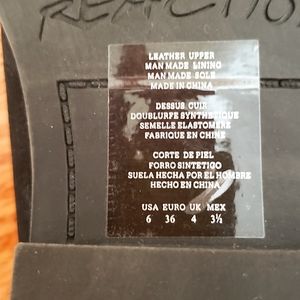 REACTIO
LEATHER UPPER
MAN MADE LINING
MAN MADE SOLE
MADE IN CHINA
DESSUS CUIR
DOUBLURFE SYNTHETIQUE
SEMELLE ELASTOMERE
FABRIQUE EN CHINE
CORTE DE PIEL
FORRO SINTETICO
SUELA HECHA POR EL HOMBRE
HECHO EN CHINA
USA EURO UK MEX
6 36 4 3½